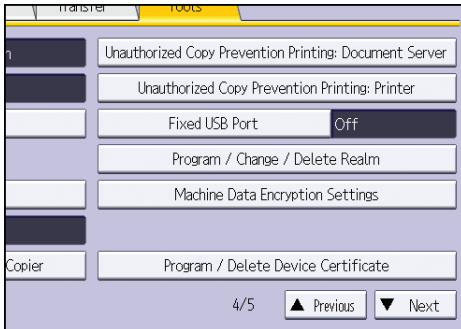 Transfer
Tools
Unauthorized Copy Prevention Printing: Document Server
Unauthorized Copy Prevention Printing: Printer
Fixed USB Port
Off
Program / Change / Delete Realm
Machine Data Encryption Settings
Copier
Program / Delete Device Certificate
4/5
▲ Previous
▼ Next